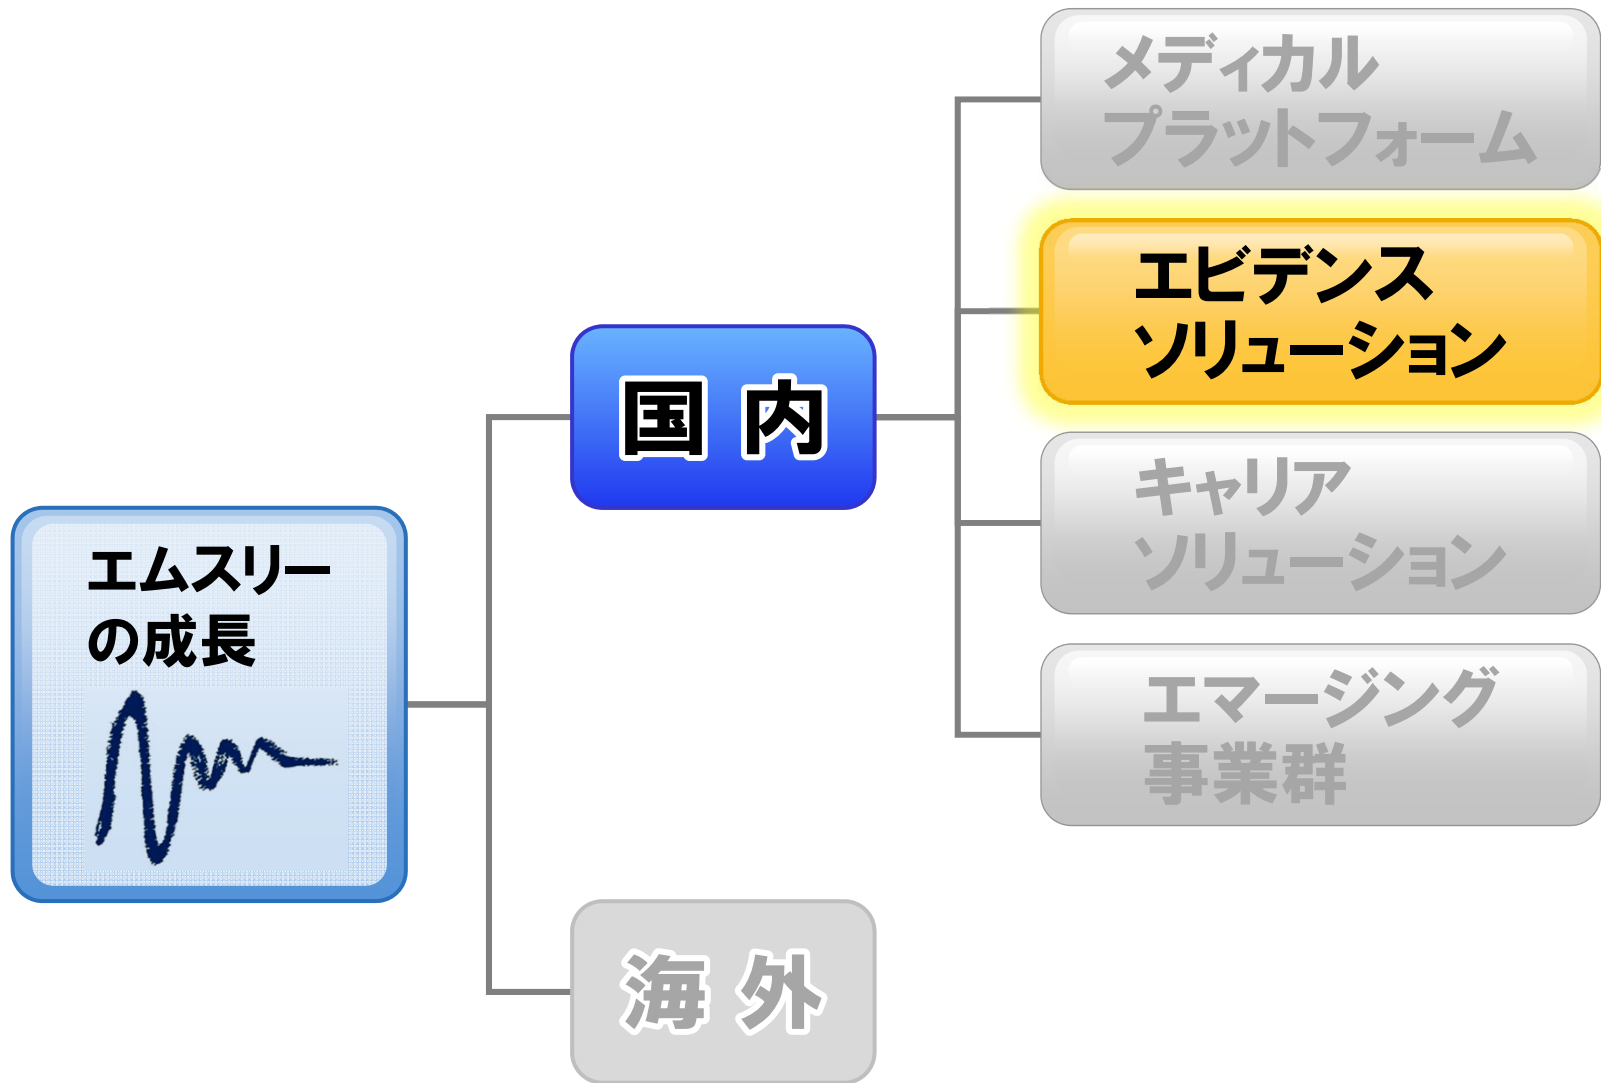 エムスリー
の成長
国内
海外
メディカル
プラットフォーム
エビデンス
ソリューション
キャリア
ソリューション
エマージング
事業群